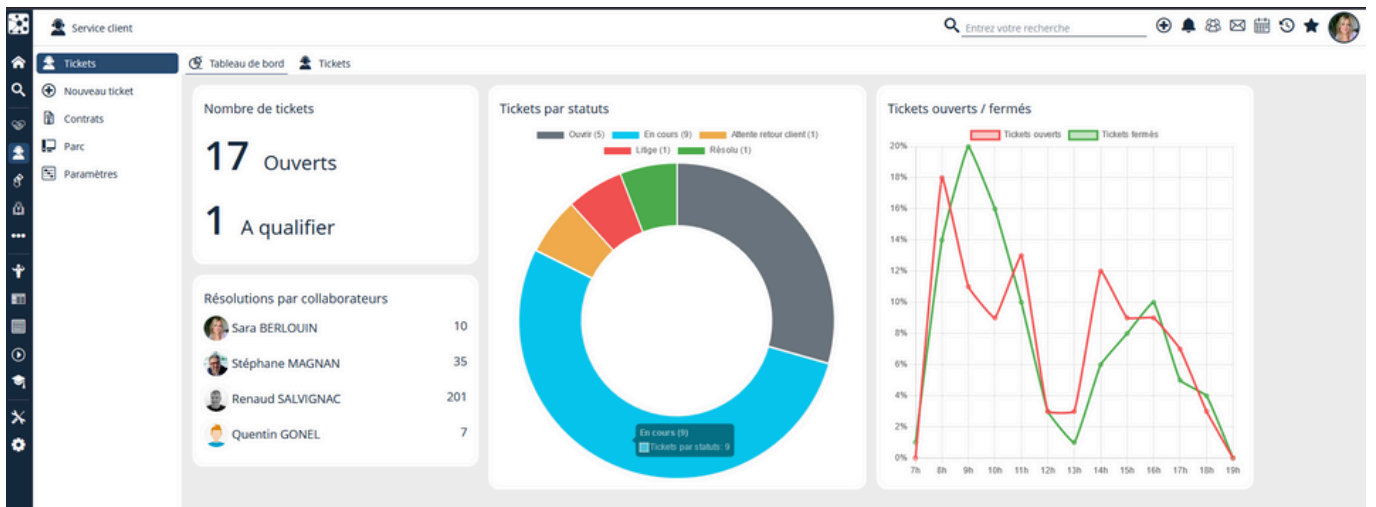 Service client
Entrez votre recherche
Tickets
Nouveau ticket
Contrats
Parc
Paramètres
Tableau de bord Tickets
Nombre de tickets
17 Ouverts
1 A qualifier
Résolutions par collaborateurs
Sara BERLOUIN 10
Stéphane MAGNAN 35
Renaud SALVIGNAC 201
Quentin GONEL 7
Tickets par statuts
Ouvrir (5) En cours (9) Attente retour client (1)
Litige (1) Résolu (1)
En cours (9)
Tickets par statuts: 9
Tickets ouverts / fermés
Tickets ouverts Tickets fermés
20%
18%
16%
14%
12%
10%
8%
6%
4%
2%
0%
7h 8h 9h 10h 11h 12h 13h 14h 15h 16h 17h 18h 19h